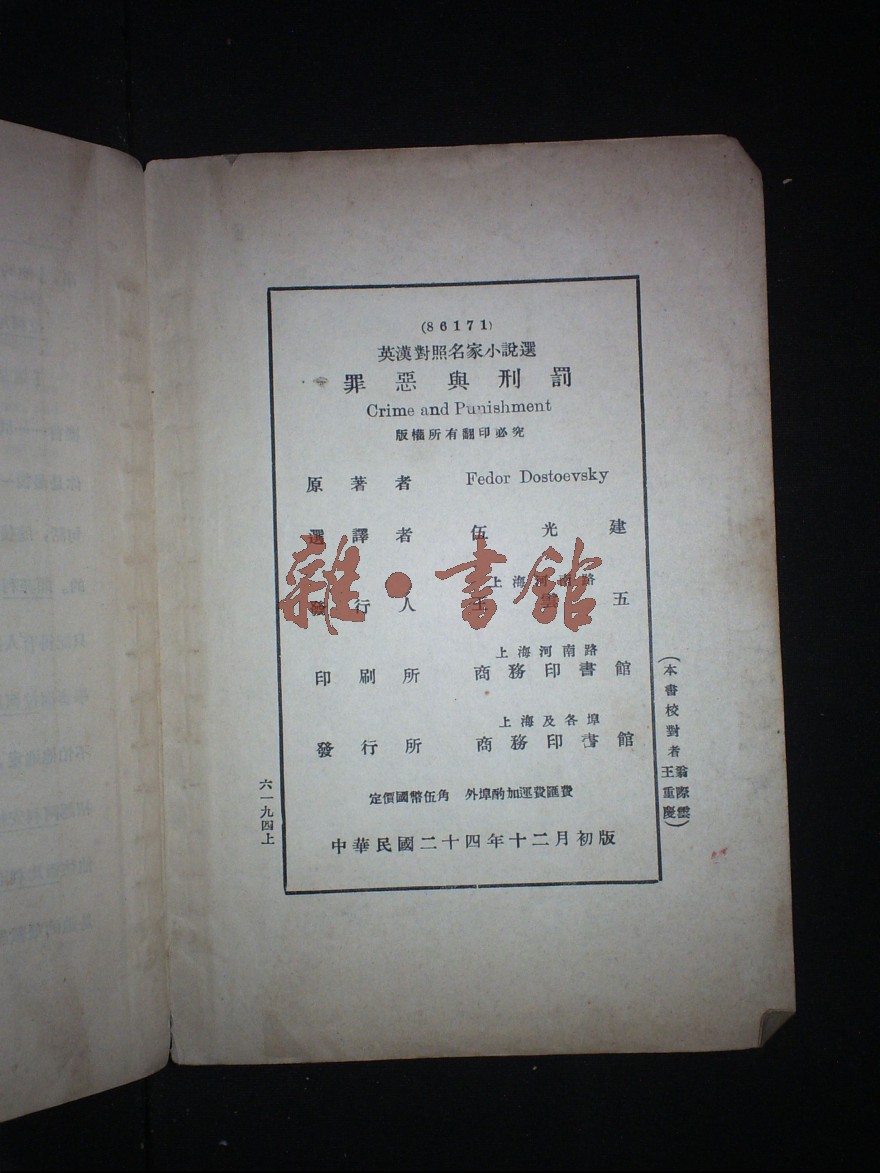 (86171)
英漢對照名家小說選
罪惡與刑罰
Crime and Punishment
版權所有翻印必究
原著者 Fedor Dostoevsky
選譯者 伍光建
上海河南路
發行人 王雲五
上海河南路
印刷所 商務印書館
上海及各埠
發行所 商務印書館
定價國幣伍角 外埠酌加運費匯費
中華民國二十四年十二月初版
(本書校對者 翁際雲 王重慶)
六一九四上
雜·書館